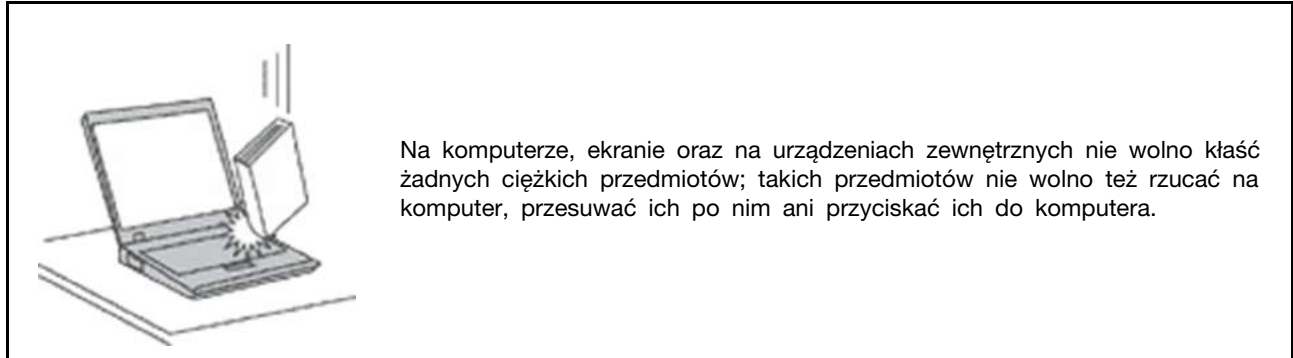 Na komputerze, ekranie oraz na urządzeniach zewnętrznych nie wolno kłaść
żadnych ciężkich przedmiotów; takich przedmiotów nie wolno też rzucać na
komputer, przesuwać ich po nim ani przyciskać ich do komputera.